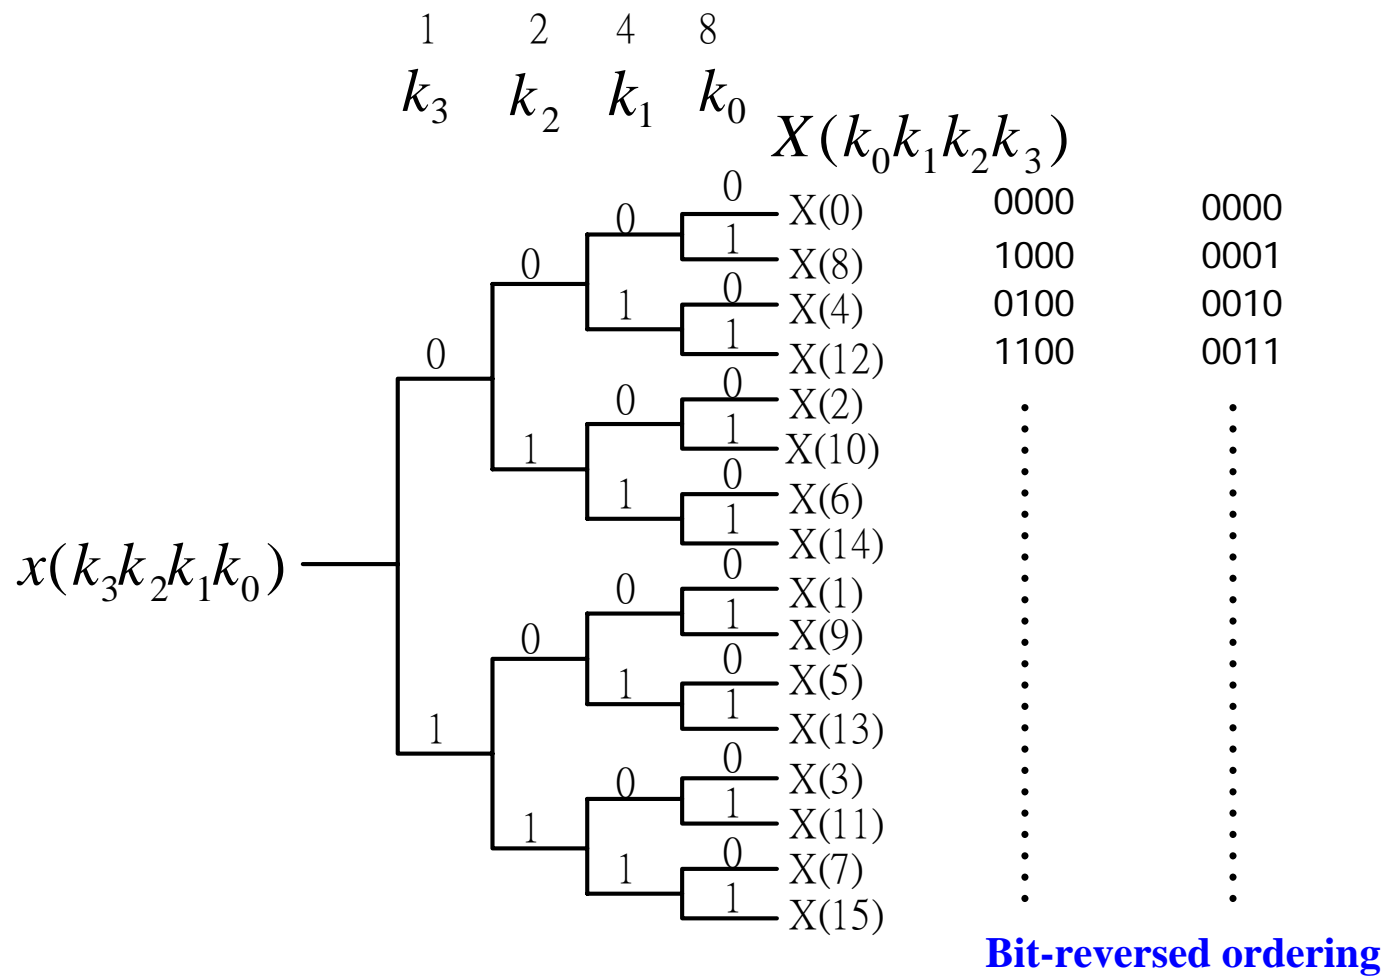 1 2 4 8
k₃ k₂ k₁ k₀
X(k₀k₁k₂k₃)
0
0 X(0) 0000 0000
1
0 X(8) 1000 0001
0
1 X(4) 0100 0010
1
0 X(12) 1100 0011
0
0 X(2)
1
1 X(10)
0
1 X(6)
1
x(k₃k₂k₁k₀) X(14)
0
0 X(1)
1
0 X(9)
0
1 X(5)
1
1 X(13)
0
0 X(3)
1
1 X(11)
0
1 X(7)
1
X(15)
Bit-reversed ordering